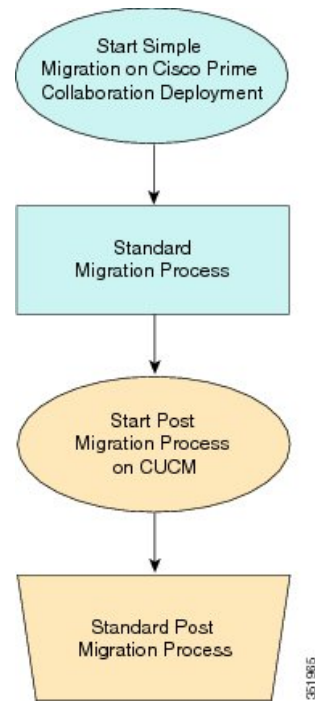 Start Simple
Migration on Cisco Prime
Collaboration Deployment
Standard
Migration Process
Start Post
Migration Process
on CUCM
Standard Post
Migration Process
351965